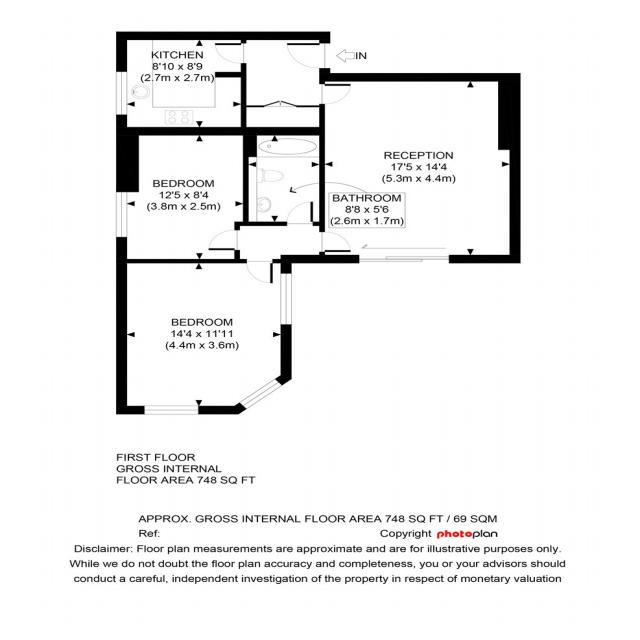 KITCHEN
8'10 x 8'9
(2.7m x 2.7m)
IN
RECEPTION
17'5 x 14'4
(5.3m x 4.4m)
BEDROOM
12'5 x 8'4
(3.8m x 2.5m)
BATHROOM
8'8 x 5'6
(2.6m x 1.7m)
BEDROOM
14'4 x 11'11
(4.4m x 3.6m)
FIRST FLOOR
GROSS INTERNAL
FLOOR AREA 748 SQ FT
APPROX. GROSS INTERNAL FLOOR AREA 748 SQ FT / 69 SQM
Ref: Copyright photoplan
Disclaimer: Floor plan measurements are approximate and are for illustrative purposes only.
While we do not doubt the floor plan accuracy and completeness, you or your advisors should
conduct a careful, independent investigation of the property in respect of monetary valuation